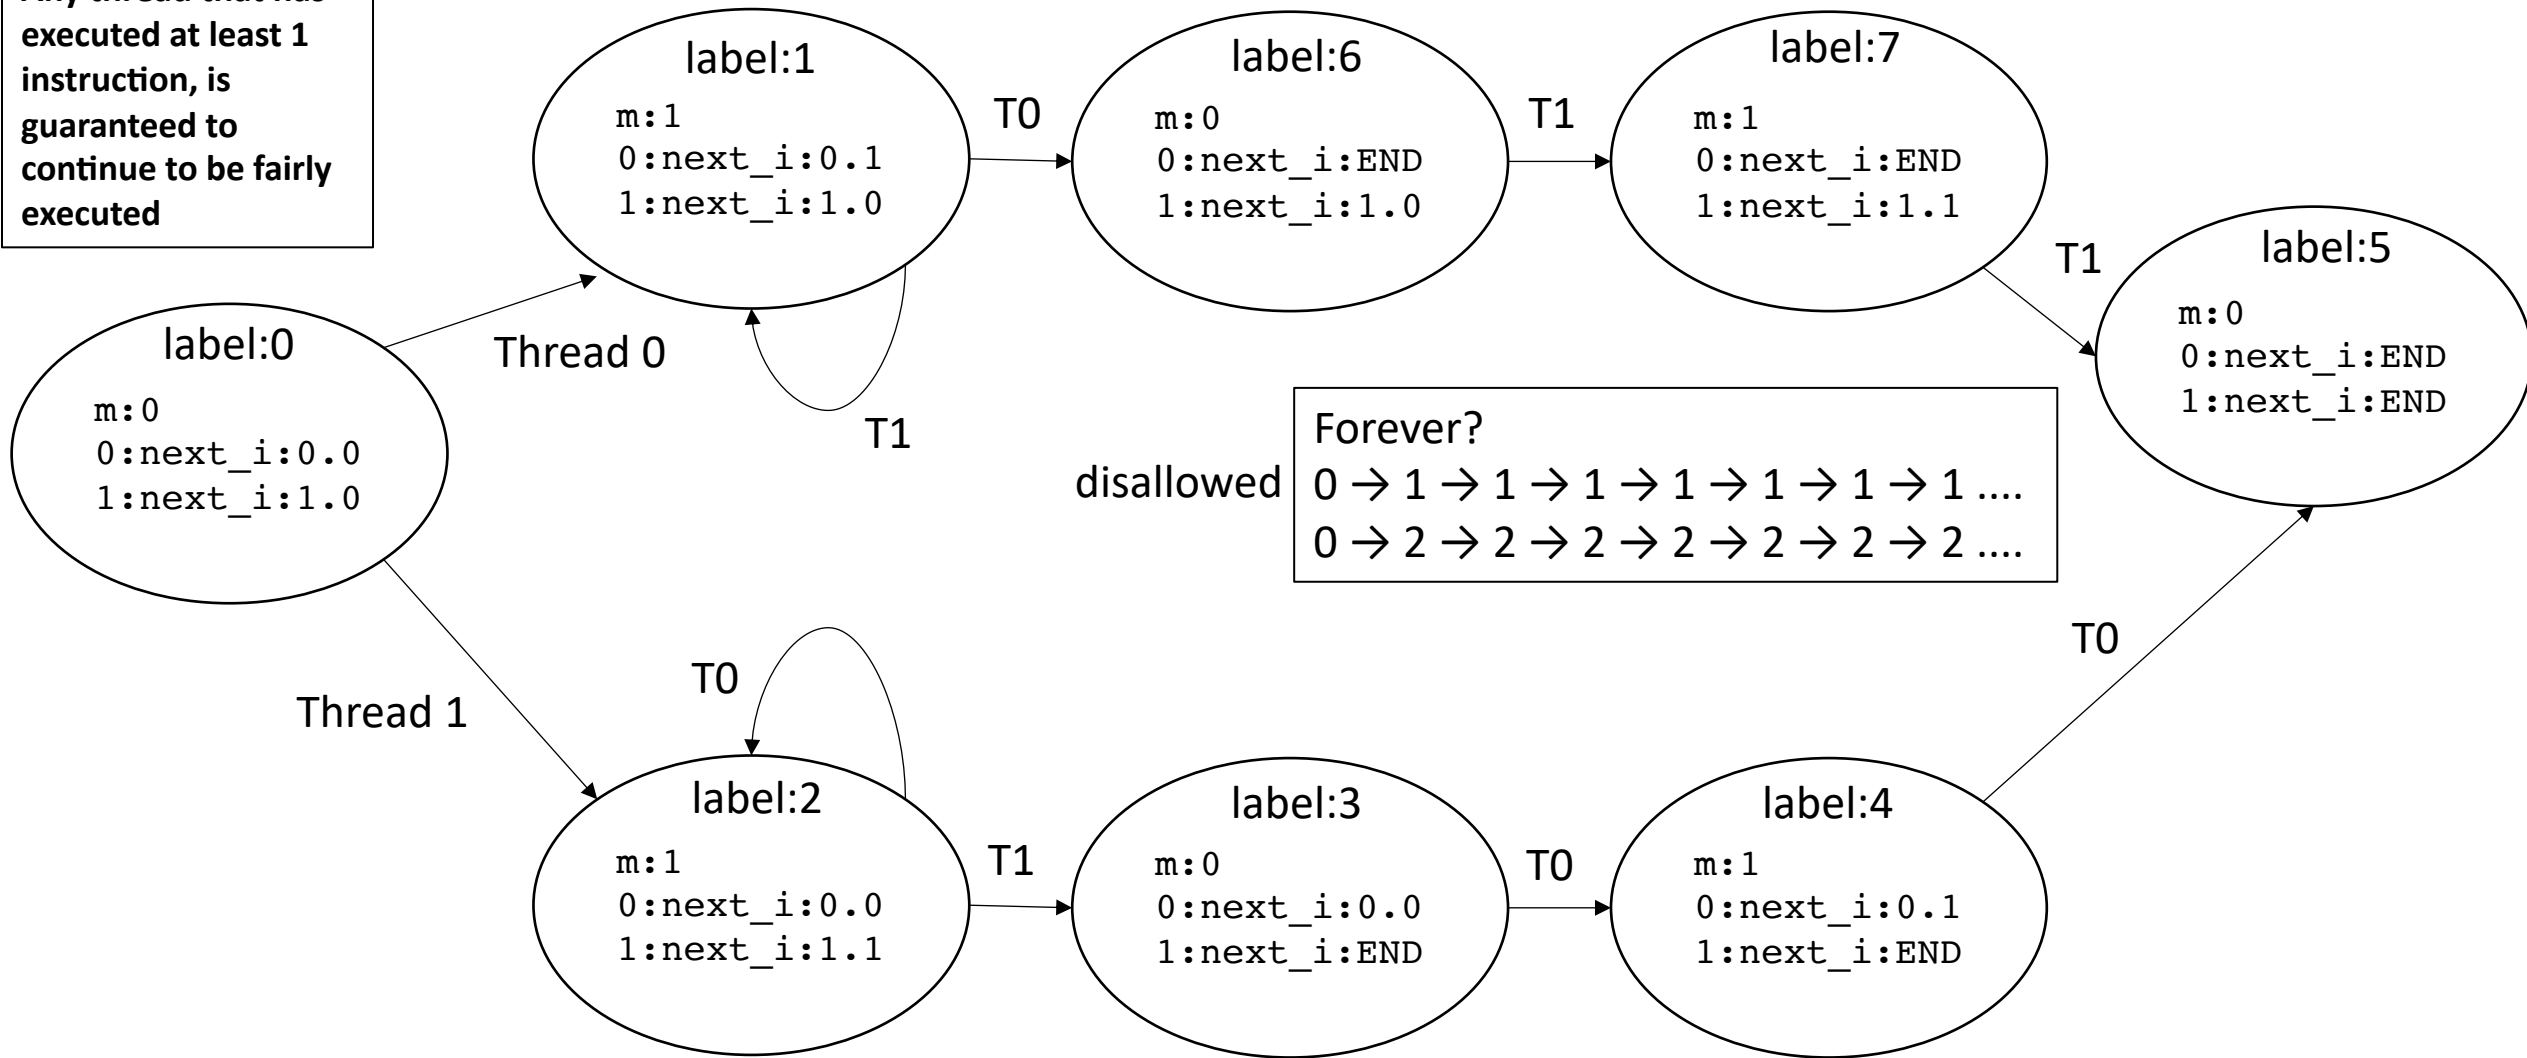 Any thread that has
executed at least 1
instruction, is
guaranteed to
continue to be fairly
executed
label:0
m:0
0:next_i:0.0
1:next_i:1.0
Thread 0
Thread 1
label:1
m:1
0:next_i:0.1
1:next_i:1.0
T1
T0
label:6
m:0
0:next_i:END
1:next_i:1.0
T1
label:7
m:1
0:next_i:END
1:next_i:1.1
T1
label:5
m:0
0:next_i:END
1:next_i:END
disallowed
Forever?
0 → 1 → 1 → 1 → 1 → 1 → 1 → 1 ....
0 → 2 → 2 → 2 → 2 → 2 → 2 → 2 ....
T0
label:2
m:1
0:next_i:0.0
1:next_i:1.1
T1
label:3
m:0
0:next_i:0.0
1:next_i:END
T0
label:4
m:1
0:next_i:0.1
1:next_i:END
T0